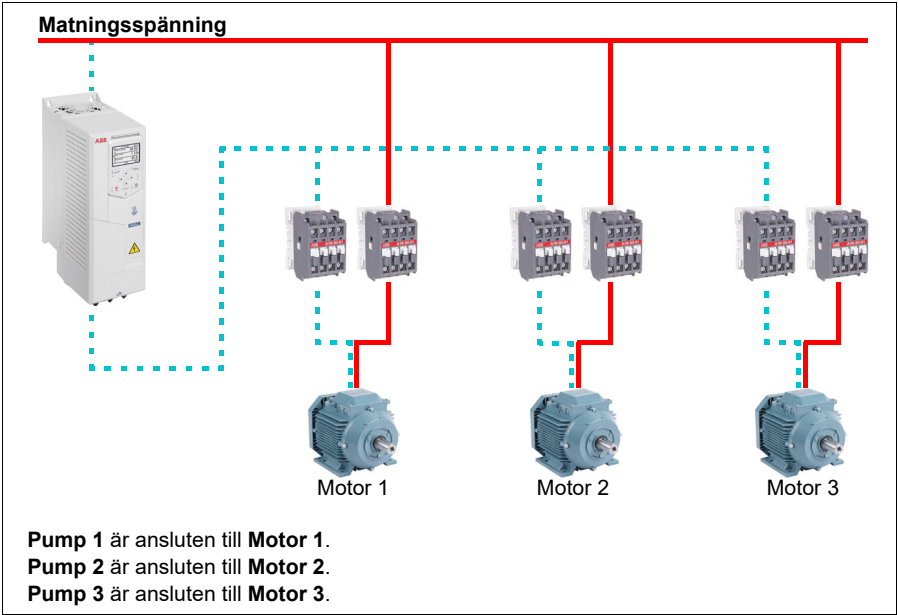 Matningsspänning
ABB
Motor 1
Motor 2
Motor 3
Pump 1 är ansluten till Motor 1.
Pump 2 är ansluten till Motor 2.
Pump 3 är ansluten till Motor 3.